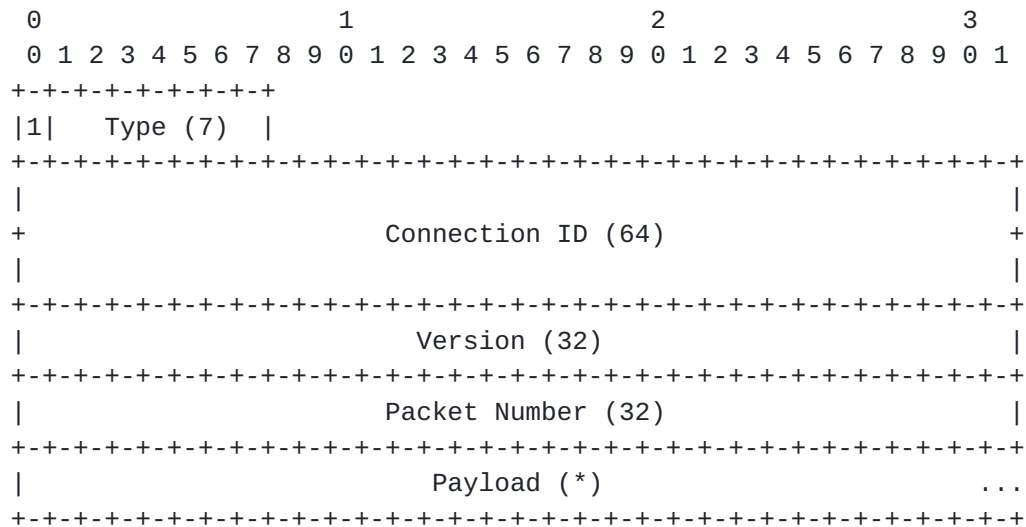 0                   1                   2                   3
 0 1 2 3 4 5 6 7 8 9 0 1 2 3 4 5 6 7 8 9 0 1 2 3 4 5 6 7 8 9 0 1
+-+-+-+-+-+-+-+-+
|1|   Type (7)  |
+-+-+-+-+-+-+-+-+-+-+-+-+-+-+-+-+-+-+-+-+-+-+-+-+-+-+-+-+-+-+-+-+
|                                                               |
+                       Connection ID (64)                      +
|                                                               |
+-+-+-+-+-+-+-+-+-+-+-+-+-+-+-+-+-+-+-+-+-+-+-+-+-+-+-+-+-+-+-+-+
|                         Version (32)                          |
+-+-+-+-+-+-+-+-+-+-+-+-+-+-+-+-+-+-+-+-+-+-+-+-+-+-+-+-+-+-+-+-+
|                       Packet Number (32)                      |
+-+-+-+-+-+-+-+-+-+-+-+-+-+-+-+-+-+-+-+-+-+-+-+-+-+-+-+-+-+-+-+-+
|                          Payload (*)                        ...
+-+-+-+-+-+-+-+-+-+-+-+-+-+-+-+-+-+-+-+-+-+-+-+-+-+-+-+-+-+-+-+-+